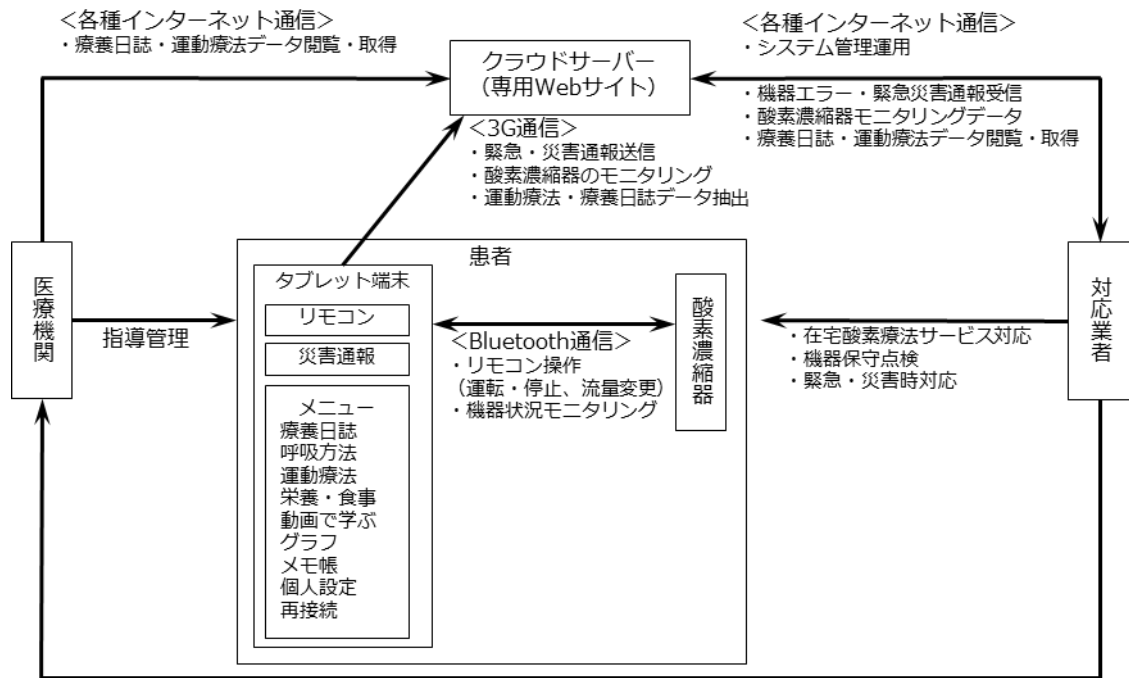 ＜各種インターネット通信＞
・療養日誌・運動療法データ閲覧・取得
クラウドサーバー
（専用Webサイト）
＜各種インターネット通信＞
・システム管理運用
・機器エラー・緊急災害通報受信
・酸素濃縮器モニタリングデータ
・療養日誌・運動療法データ閲覧・取得
＜3G通信＞
・緊急・災害通報送信
・酸素濃縮器のモニタリング
・運動療法・療養日誌データ抽出
医療機関
指導管理
患者
タブレット端末
リモコン
災害通報
メニュー
療養日誌
呼吸方法
運動療法
栄養・食事
動画で学ぶ
グラフ
メモ帳
個人設定
再接続
＜Bluetooth通信＞
・リモコン操作
（運転・停止、流量変更）
・機器状況モニタリング
酸素濃縮器
・在宅酸素療法サービス対応
・機器保守点検
・緊急・災害時対応
対応業者